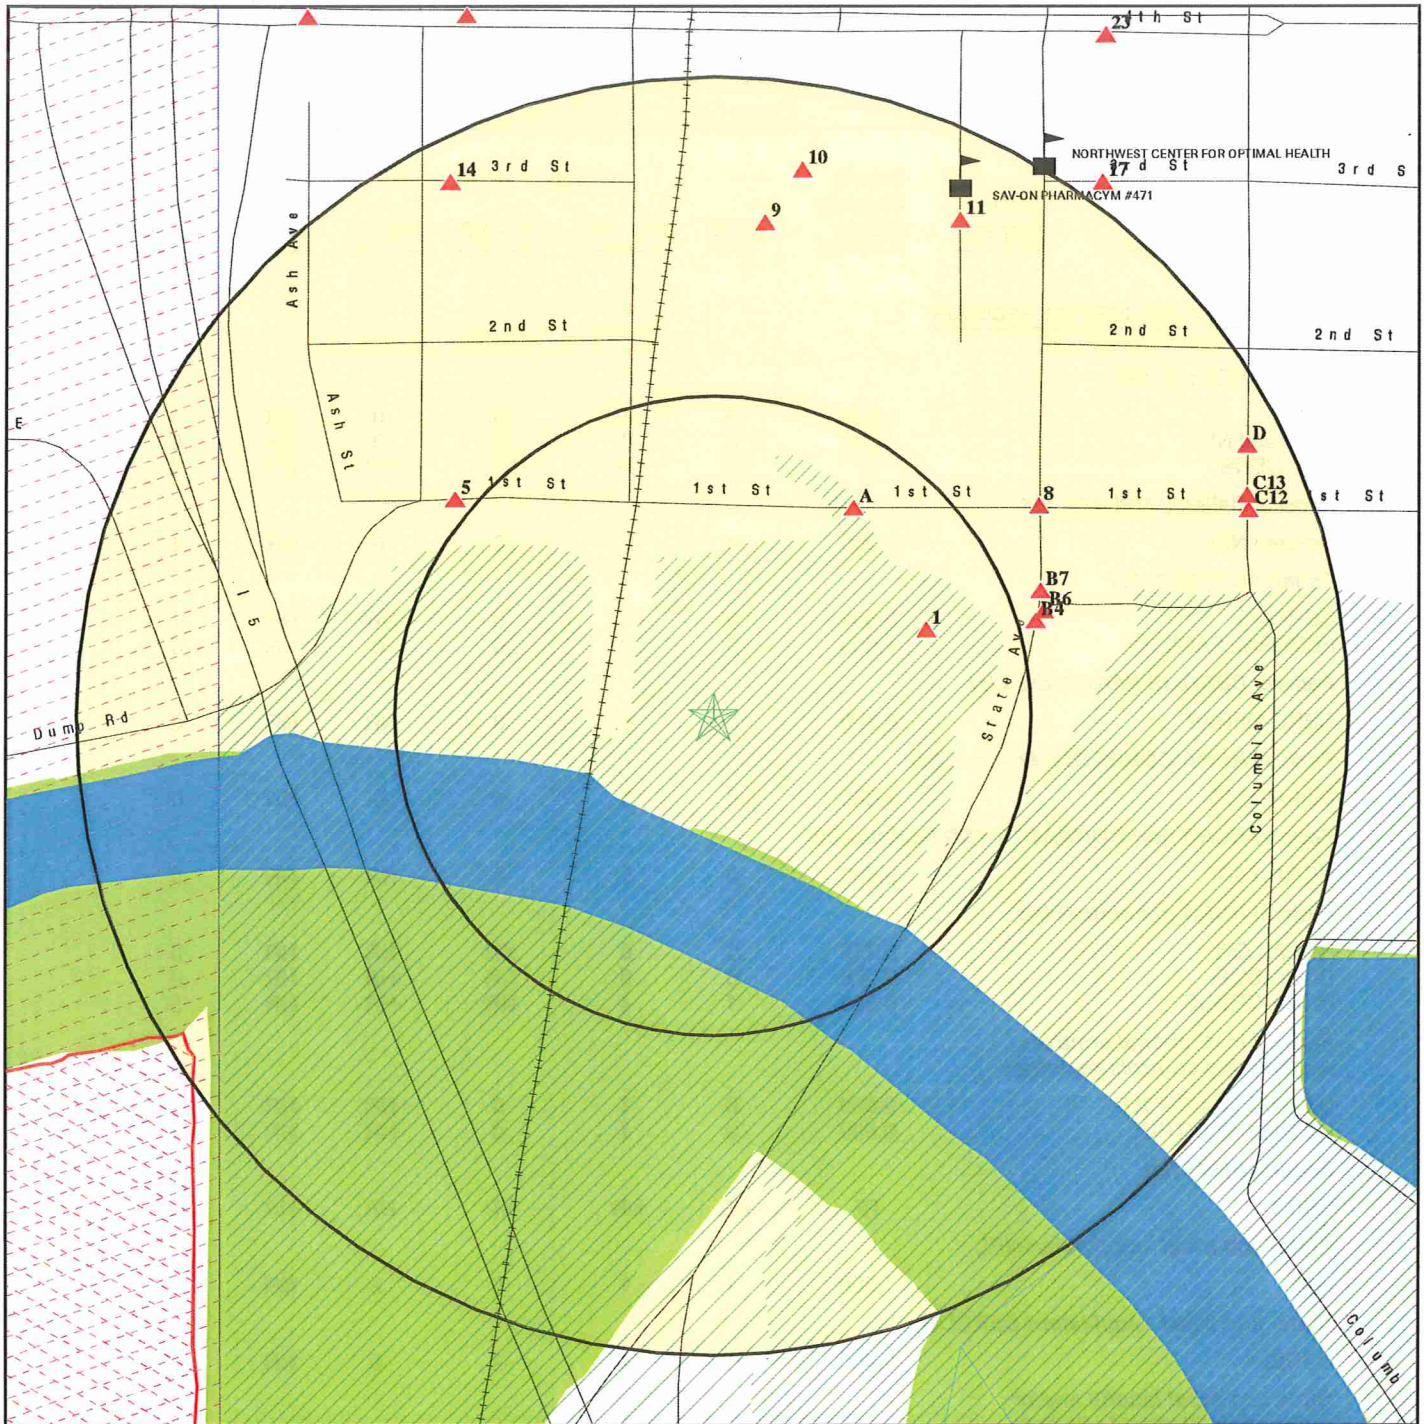 23
4th St
NORTHWEST CENTER FOR OPTIMAL HEALTH
10
14
3rd St
17
3rd St
3rd S
SAV-ON PHARMACYM #471
9
11
Ash Ave
2nd St
2nd St
2nd St
Ash St
E
D
5
1st St
1st St
A
1st St
8
1st St
C13
C12
1st St
B7
B6
B4
1
I 5
State Ave
Dump Rd
Columbia Ave
Columb